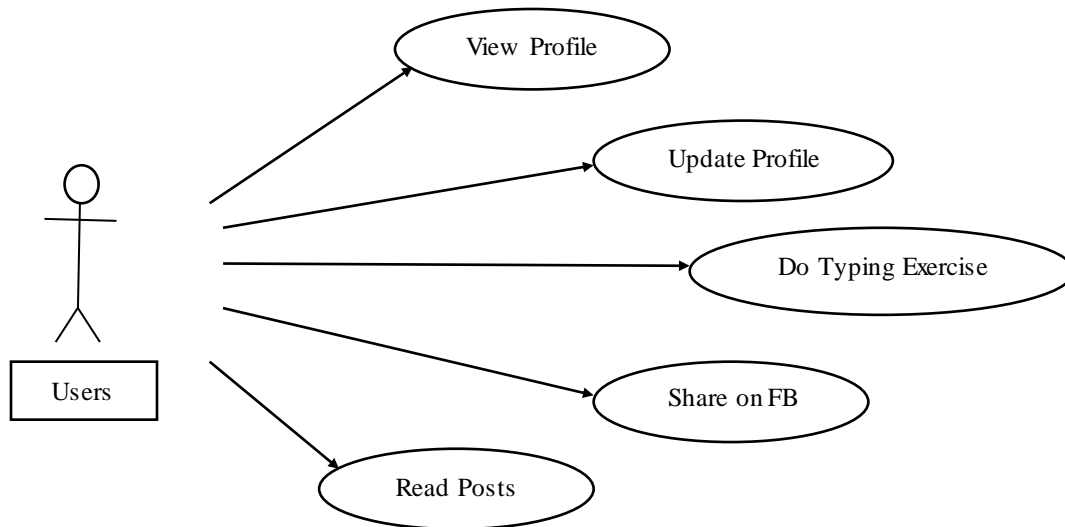 View Profile
Update Profile
Do Typing Exercise
Users
Share on FB
Read Posts